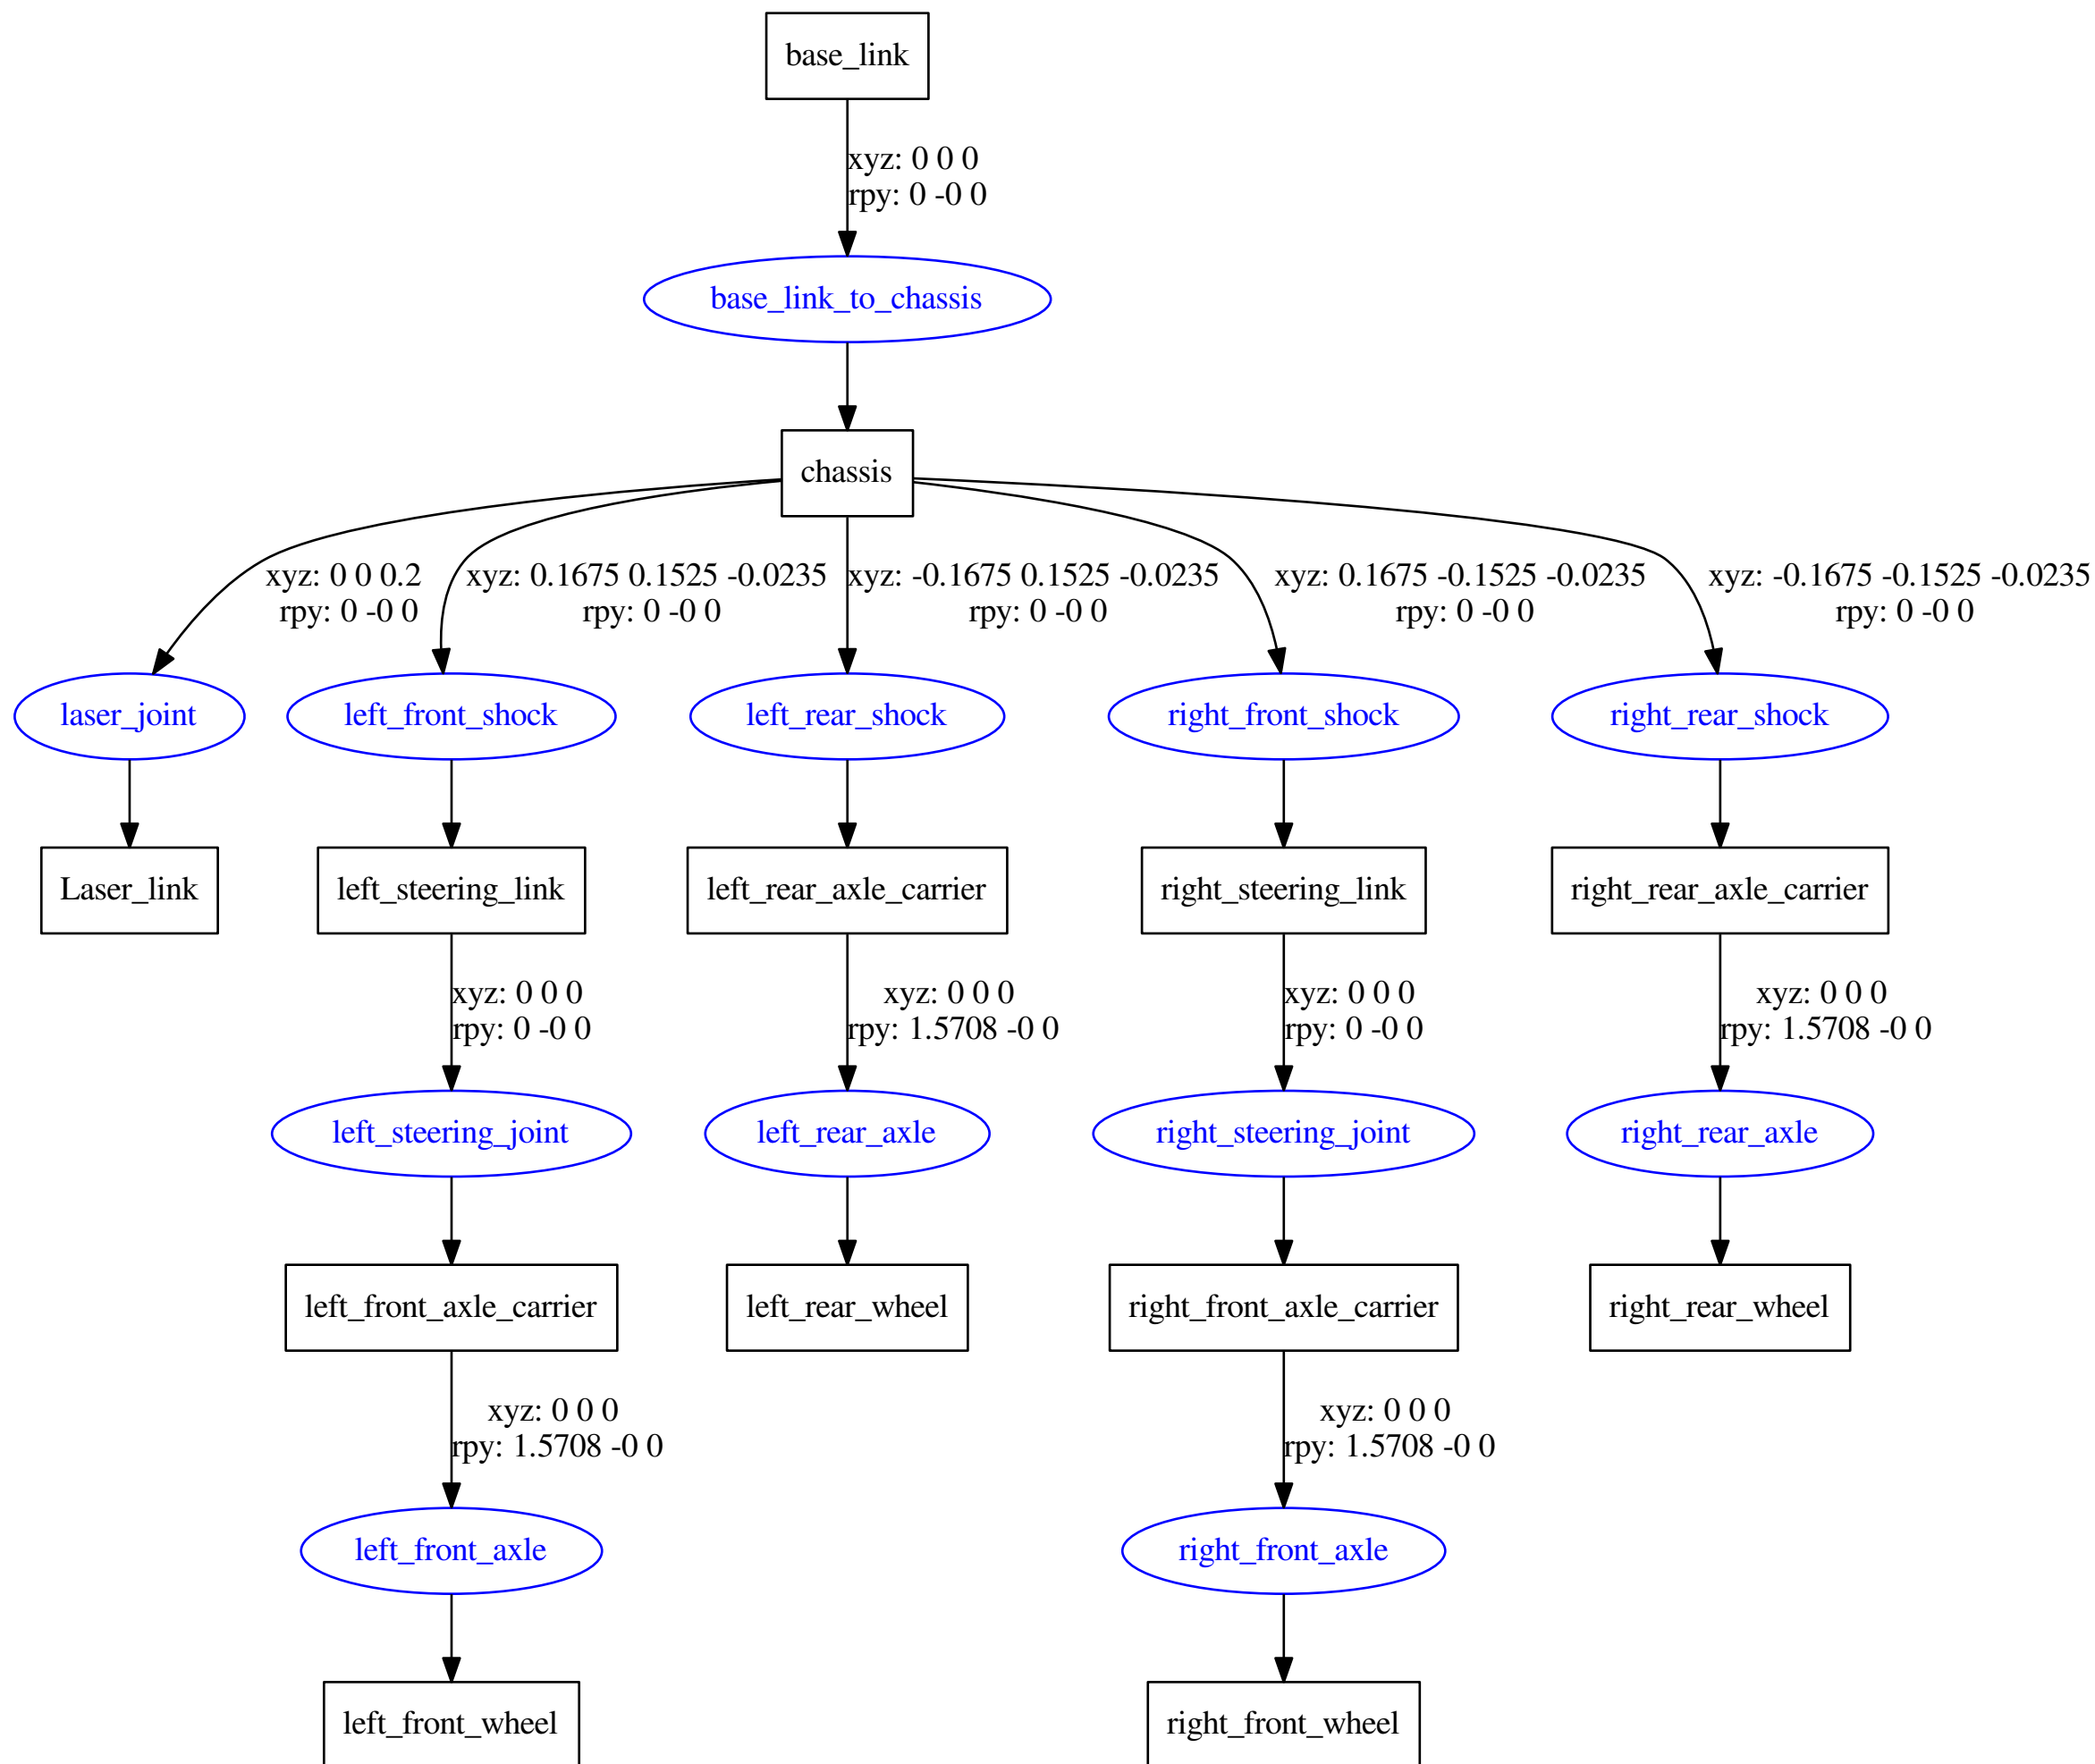 base_link
xyz: 0 0 0
rpy: 0 -0 0
base_link_to_chassis
chassis
xyz: 0 0 0.2
rpy: 0 -0 0
xyz: 0.1675 0.1525 -0.0235
rpy: 0 -0 0
xyz: -0.1675 0.1525 -0.0235
rpy: 0 -0 0
xyz: 0.1675 -0.1525 -0.0235
rpy: 0 -0 0
xyz: -0.1675 -0.1525 -0.0235
rpy: 0 -0 0
laser_joint
left_front_shock
left_rear_shock
right_front_shock
right_rear_shock
Laser_link
left_steering_link
left_rear_axle_carrier
right_steering_link
right_rear_axle_carrier
xyz: 0 0 0
rpy: 0 -0 0
xyz: 0 0 0
rpy: 1.5708 -0 0
xyz: 0 0 0
rpy: 0 -0 0
xyz: 0 0 0
rpy: 1.5708 -0 0
left_steering_joint
left_rear_axle
right_steering_joint
right_rear_axle
left_front_axle_carrier
left_rear_wheel
right_front_axle_carrier
right_rear_wheel
xyz: 0 0 0
rpy: 1.5708 -0 0
xyz: 0 0 0
rpy: 1.5708 -0 0
left_front_axle
right_front_axle
left_front_wheel
right_front_wheel